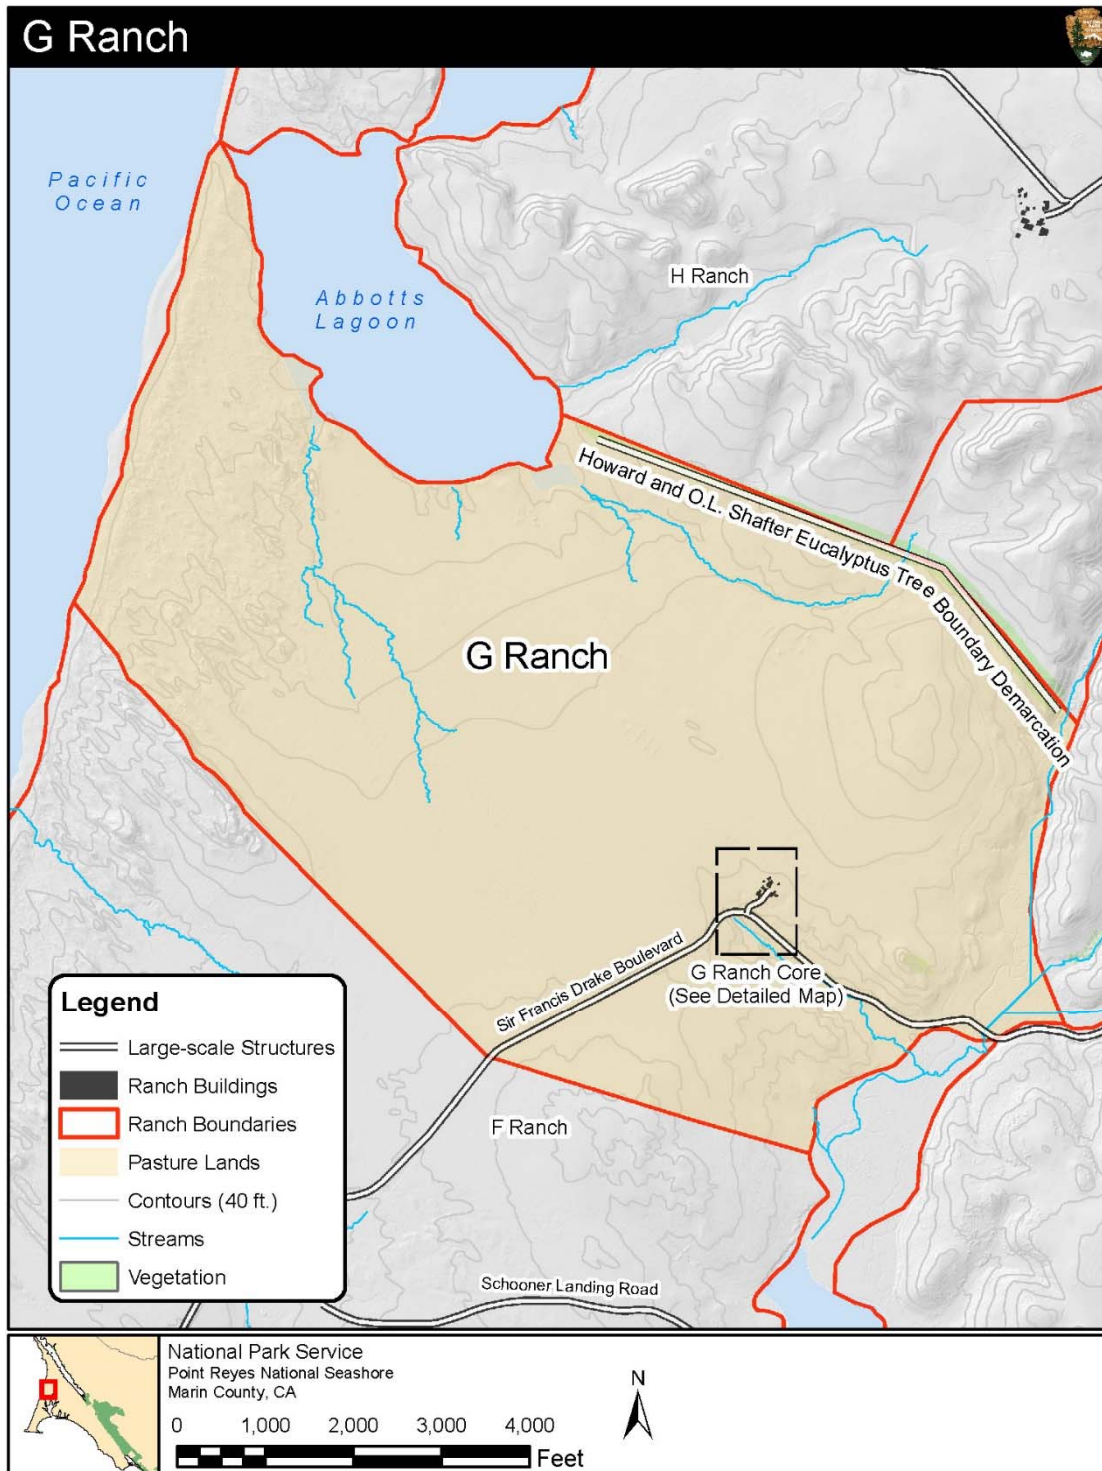 G Ranch
Pacific
Ocean
Abbotts
Lagoon
H Ranch
Howard and O.L. Shafter Eucalyptus Tree Boundary Demarcation
G Ranch
Sir Francis Drake Boulevard
G Ranch Core
(See Detailed Map)
F Ranch
Schooner Landing Road
Legend
Large-scale Structures
Ranch Buildings
Ranch Boundaries
Pasture Lands
Contours (40 ft.)
Streams
Vegetation
National Park Service
Point Reyes National Seashore
Marin County, CA
0 1,000 2,000 3,000 4,000
Feet
N